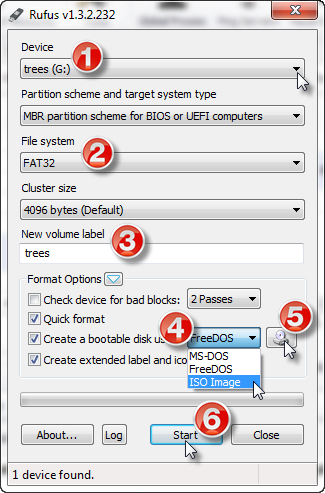 Rufus v1.3.2.232
Device
1
trees (G:)
Partition scheme and target system type
MBR partition scheme for BIOS or UEFI computers
File system
2
FAT32
Cluster size
4096 bytes (Default)
New volume label
3
trees
Format Options
Check device for bad blocks: 2 Passes
Quick format
4
5
Create a bootable disk us FreeDOS
MS-DOS
FreeDOS
ISO Image
Create extended label and ico
6
About... Log Start Close
1 device found.